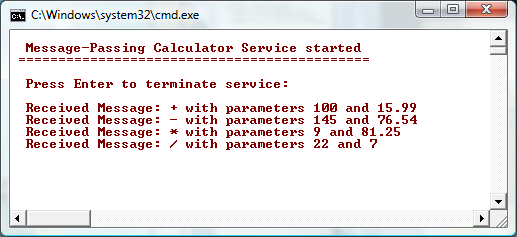 C:\Windows\system32\cmd.exe
Message-Passing Calculator Service started
============================================
Press Enter to terminate service:
Received Message: + with parameters 100 and 15.99
Received Message: - with parameters 145 and 76.54
Received Message: * with parameters 9 and 81.25
Received Message: / with parameters 22 and 7